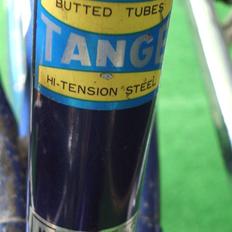 BUTTED TUBES
TANGE
HI-TENSION STEEL